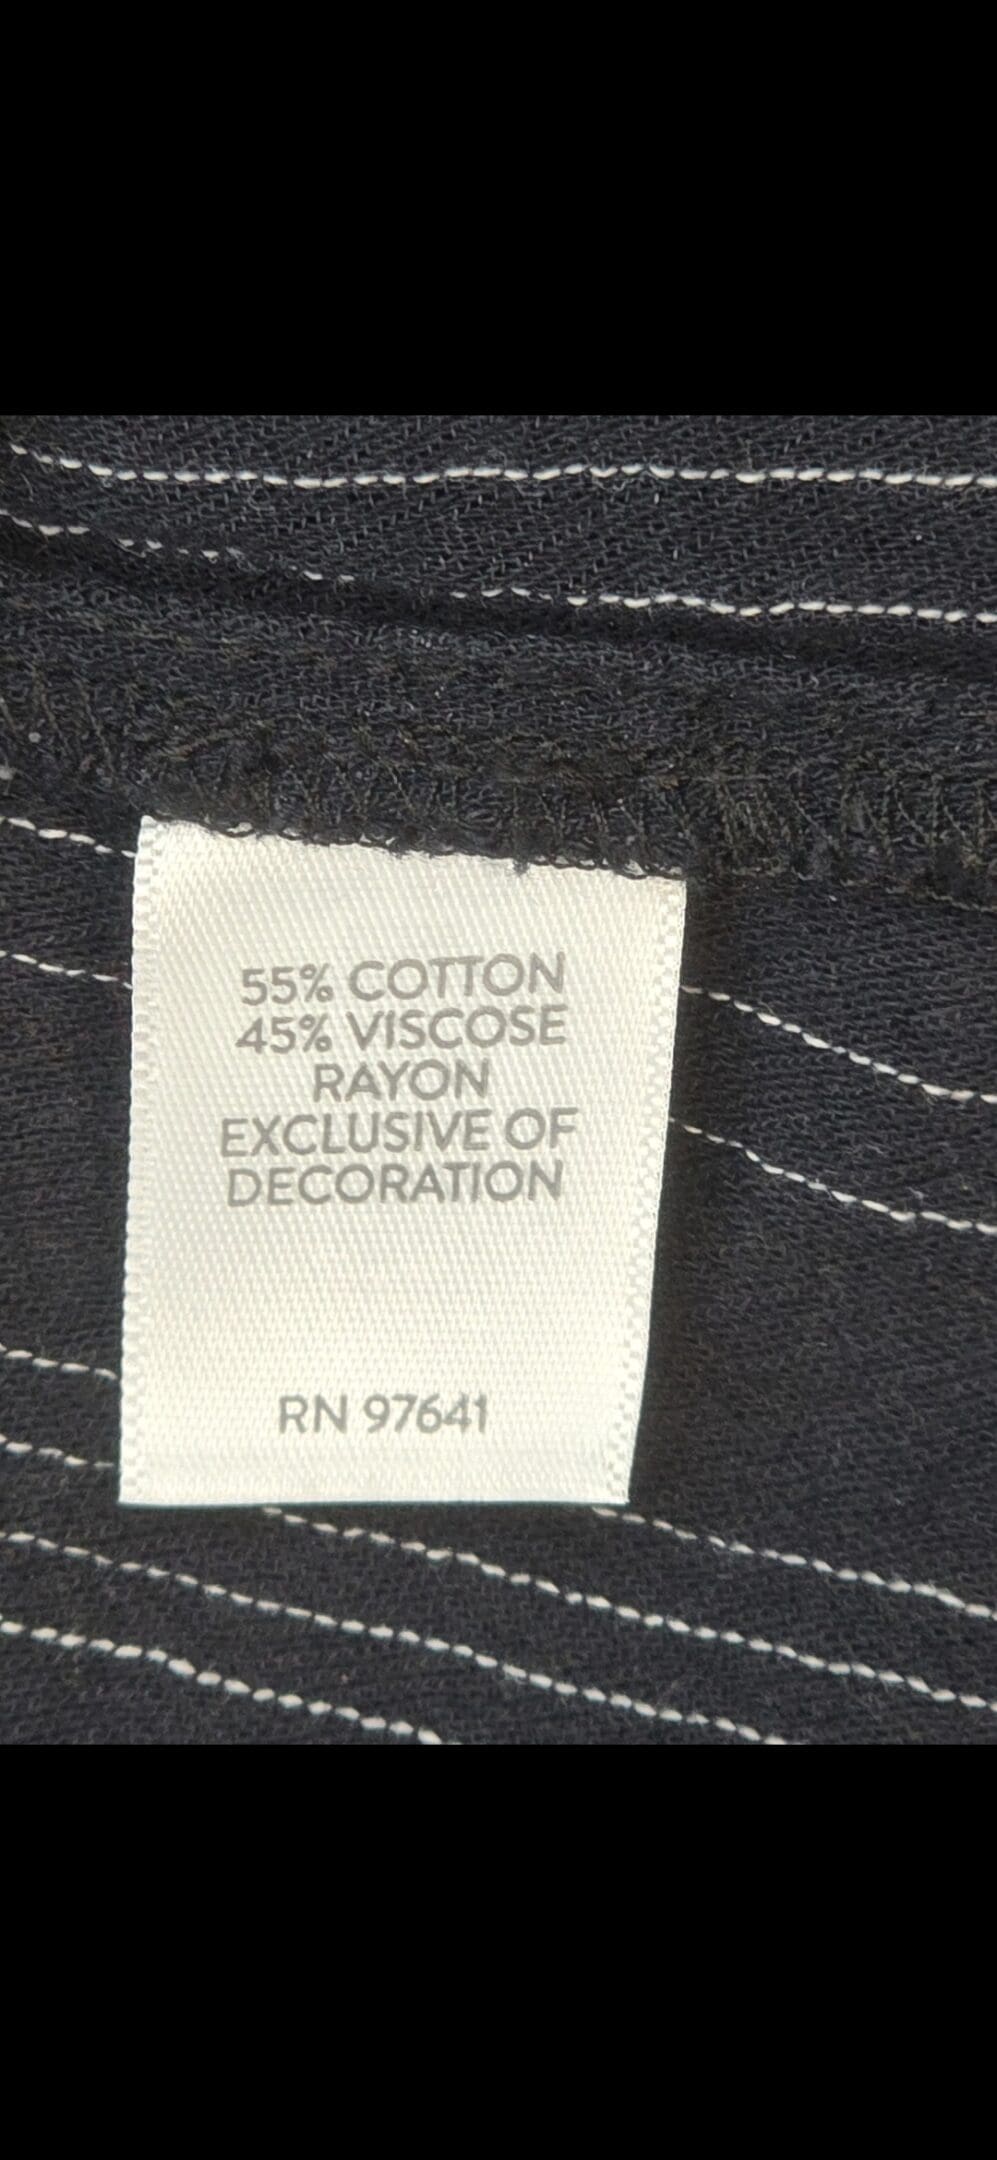 55% COTTON
45% VISCOSE
RAYON
EXCLUSIVE OF
DECORATION
RN 97641